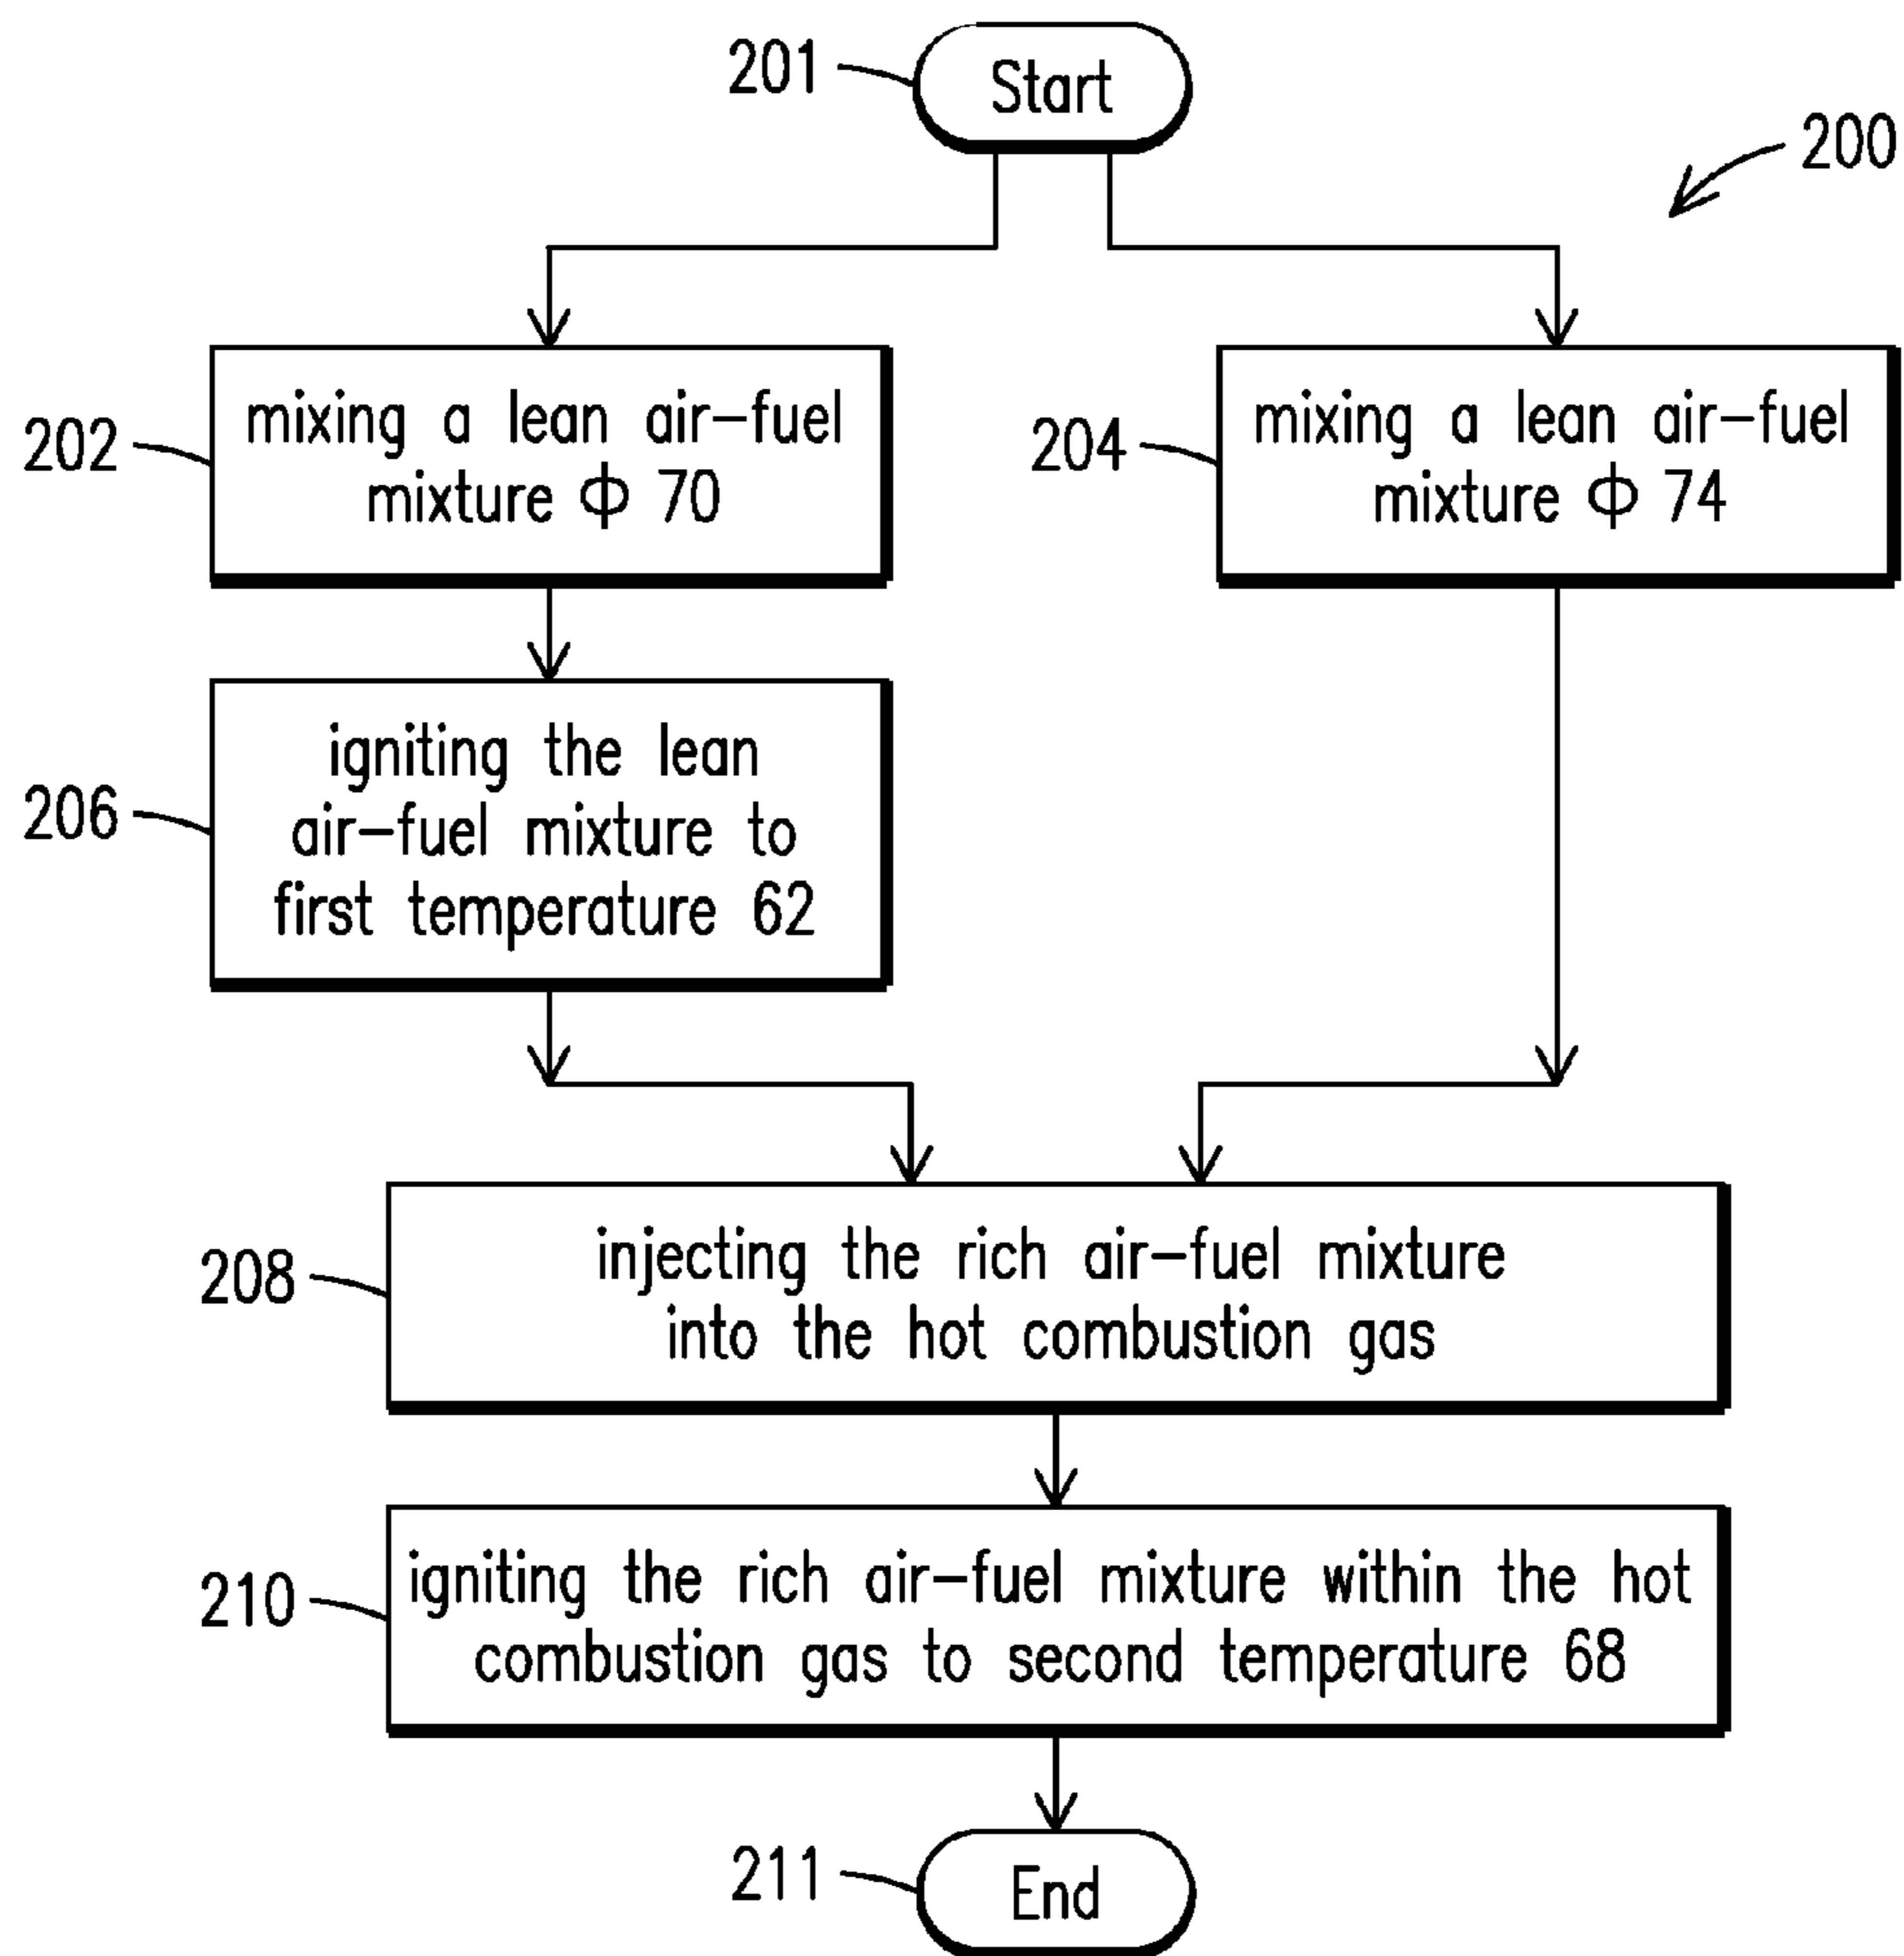 201
Start
200
202
mixing a lean air-fuel
mixture Φ 70
204
mixing a lean air-fuel
mixture Φ 74
206
igniting the lean
air-fuel mixture to
first temperature 62
208
injecting the rich air-fuel mixture
into the hot combustion gas
210
igniting the rich air-fuel mixture within the hot
combustion gas to second temperature 68
211
End